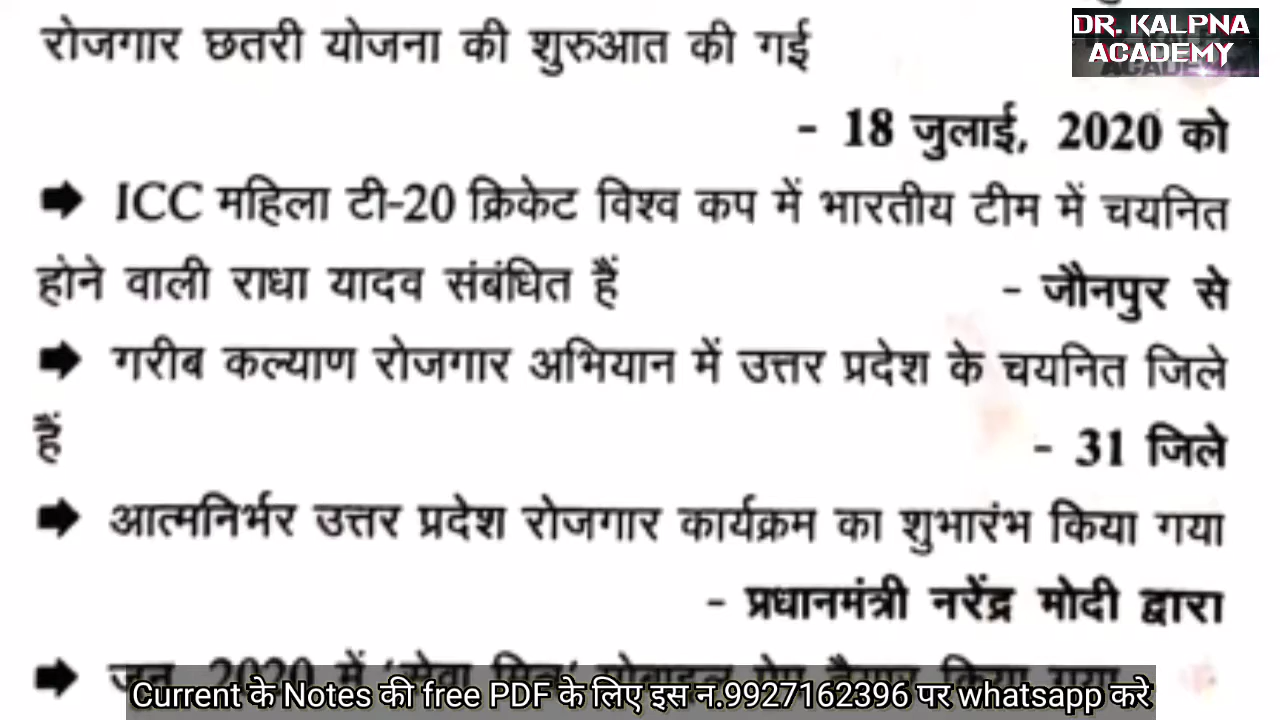 DR. KALPNA
ACADEMY
रोजगार छतरी योजना की शुरुआत की गई
- 18 जुलाई, 2020 को
➡ ICC महिला टी-20 क्रिकेट विश्व कप में भारतीय टीम में चयनित
होने वाली राधा यादव संबंधित हैं - जौनपुर से
➡ गरीब कल्याण रोजगार अभियान में उत्तर प्रदेश के चयनित जिले
हैं - 31 जिले
➡ आत्मनिर्भर उत्तर प्रदेश रोजगार कार्यक्रम का शुभारंभ किया गया
- प्रधानमंत्री नरेंद्र मोदी द्वारा
➡ जून, 2020 में
Current के Notes की free PDF के लिए इस न.9927162396 पर whatsapp करे